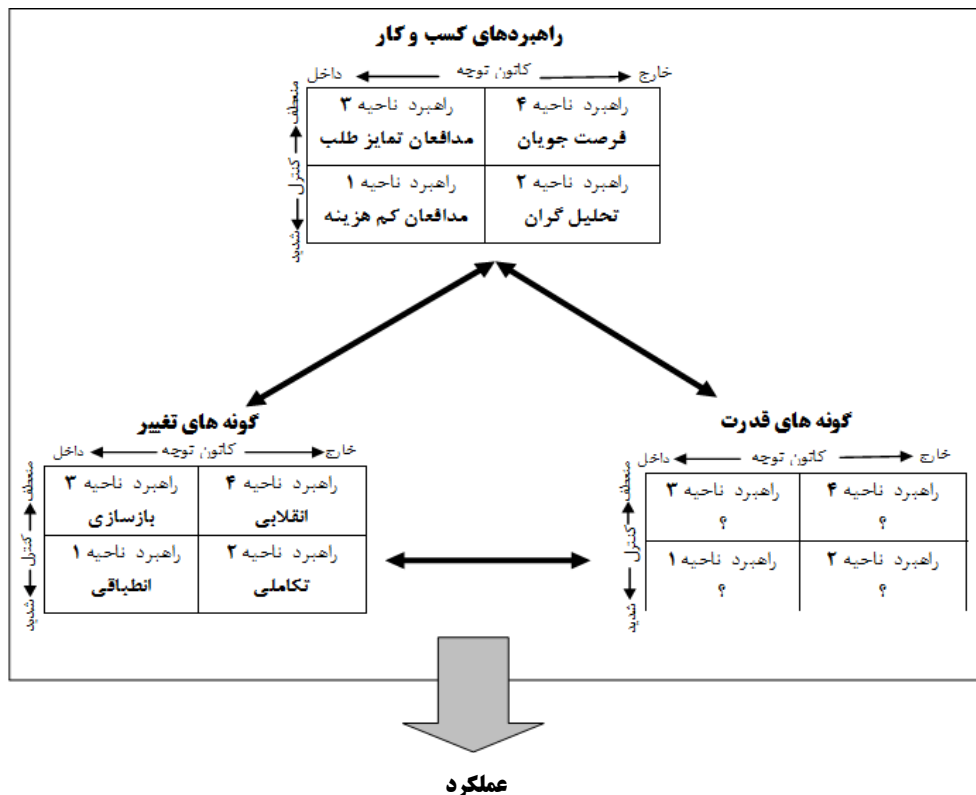 راهبردهای کسب و کار
داخل کانون توجه خارج
منعطف کنترل شدید
راهبرد ناحیه ۳
مدافعان تمایز طلب
راهبرد ناحیه ۴
فرصت جویان
راهبرد ناحیه ۱
مدافعان کم هزینه
راهبرد ناحیه ۲
تحلیل گران
گونه های قدرت
داخل کانون توجه خارج
منعطف کنترل شدید
راهبرد ناحیه ۳
؟
راهبرد ناحیه ۴
؟
راهبرد ناحیه ۱
؟
راهبرد ناحیه ۲
؟
گونه های تغییر
داخل کانون توجه خارج
منعطف کنترل شدید
راهبرد ناحیه ۳
بازسازی
راهبرد ناحیه ۴
انقلابی
راهبرد ناحیه ۱
انطباقی
راهبرد ناحیه ۲
تکاملی
عملکرد